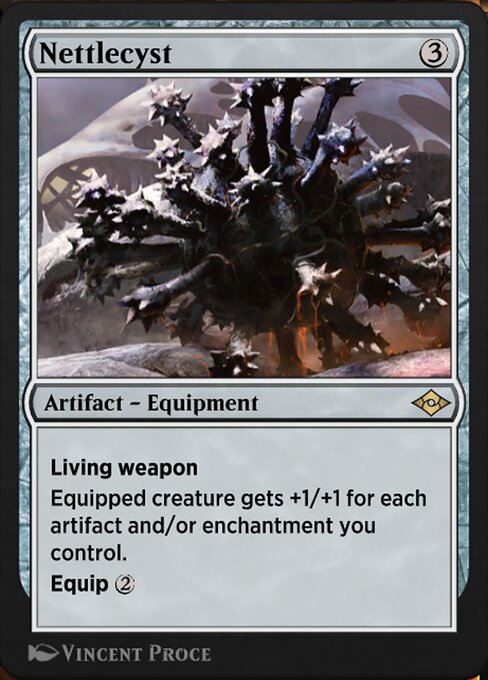 Nettlecyst 3
Artifact – Equipment
Living weapon
Equipped creature gets +1/+1 for each
artifact and/or enchantment you
control.
Equip 2
Vincent Proce